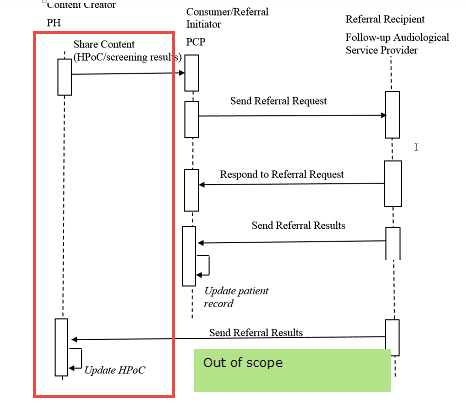 Content Creator
PH
Consumer/Referral
Initiator
PCP
Referral Recipient
Follow-up Audiological
Service Provider
Share Content
(HPoC/screening results)
Send Referral Request
Respond to Referral Request
Send Referral Results
Update patient
record
Send Referral Results
Update HPoC
Out of scope